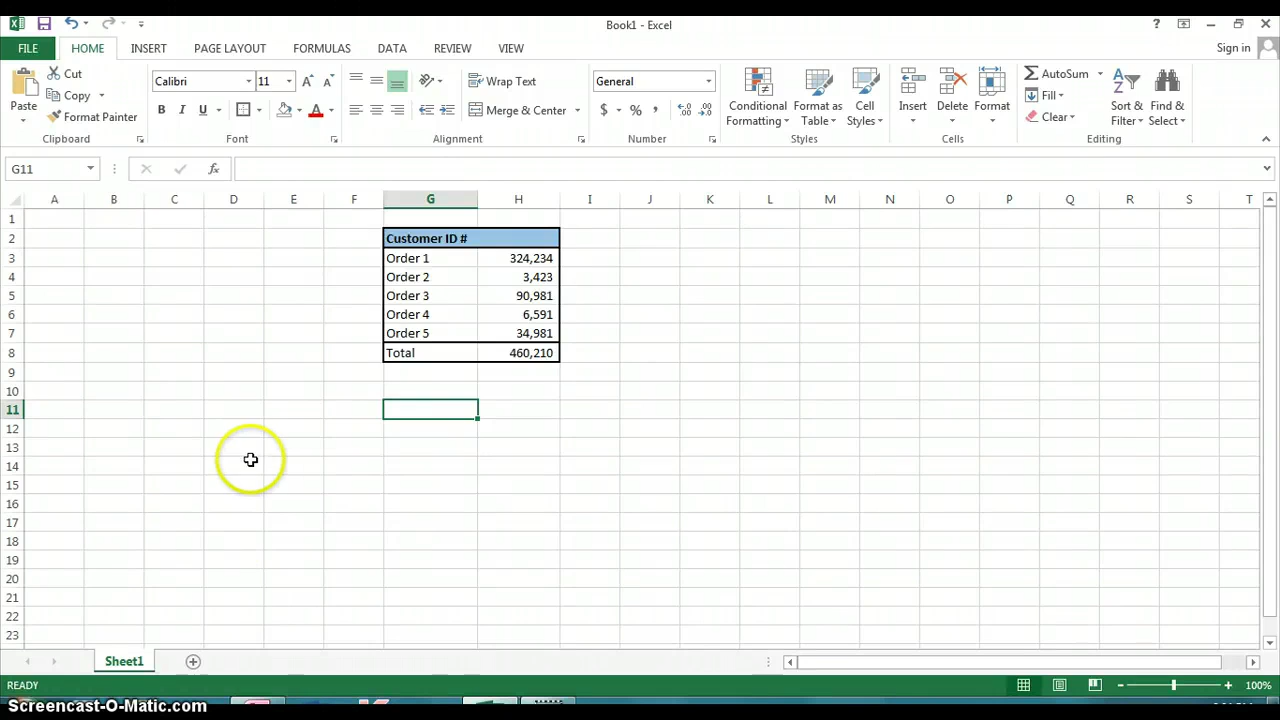 Book1 - Excel
?
FILE HOME INSERT PAGE LAYOUT FORMULAS DATA REVIEW VIEW Sign in
Paste Cut Copy Format Painter
Clipboard
Calibri 11
B I U A
Font
Wrap Text
Merge & Center
Alignment
General
$ % ,
Number
Conditional Formatting Format as Table Cell Styles
Styles
Insert Delete Format
Cells
AutoSum Fill Clear
Sort & Filter Find & Select
Editing
G11 fx
A B C D E F G H I J K L M N O P Q R S T
1
2 Customer ID #
3 Order 1 324,234
4 Order 2 3,423
5 Order 3 90,981
6 Order 4 6,591
7 Order 5 34,981
8 Total 460,210
9
10
11
12
13
14
15
16
17
18
19
20
21
22
23
Sheet1
READY 100%
Screencast-O-Matic.com